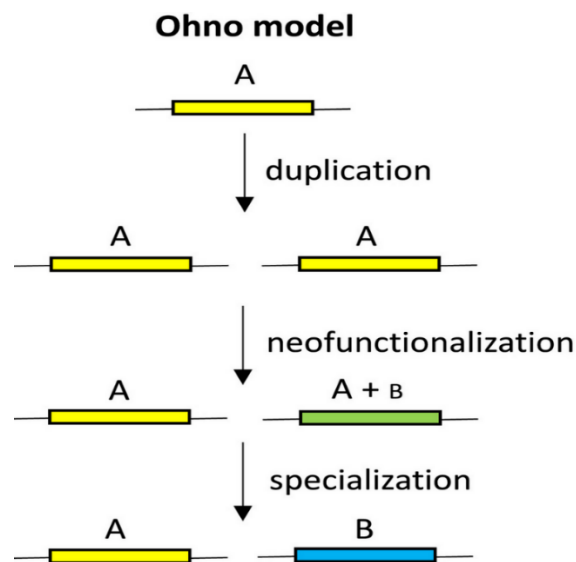 Ohno model
A
duplication
A A
neofunctionalization
A A + B
specialization
A B